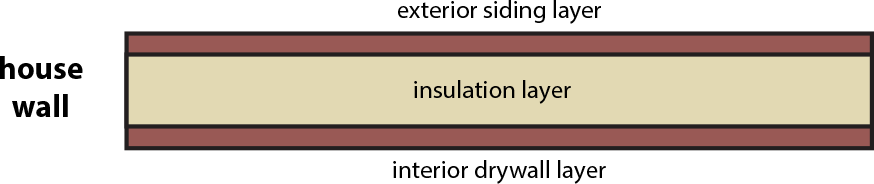 exterior siding layer
house
wall
insulation layer
interior drywall layer